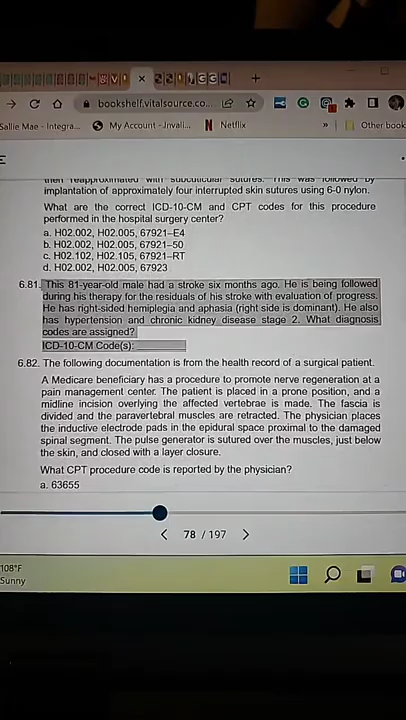 bookshelf.vitalsource.co...
Sallie Mae - Integra...
My Account - Jnvali...
Netflix
»
Other book
then reapproximated with subcuticular sutures. This was followed by
implantation of approximately four interrupted skin sutures using 6-0 nylon.
What are the correct ICD-10-CM and CPT codes for this procedure
performed in the hospital surgery center?
a. H02.002, H02.005, 67921–E4
b. H02.002, H02.005, 67921–50
c. H02.102, H02.105, 67921–RT
d. H02.002, H02.005, 67923
6.81. This 81-year-old male had a stroke six months ago. He is being followed
during his therapy for the residuals of his stroke with evaluation of progress.
He has right-sided hemiplegia and aphasia (right side is dominant). He also
has hypertension and chronic kidney disease stage 2. What diagnosis
codes are assigned?
ICD-10-CM Code(s):
6.82. The following documentation is from the health record of a surgical patient.
A Medicare beneficiary has a procedure to promote nerve regeneration at a
pain management center. The patient is placed in a prone position, and a
midline incision overlying the affected vertebrae is made. The fascia is
divided and the paravertebral muscles are retracted. The physician places
the inductive electrode pads in the epidural space proximal to the damaged
spinal segment. The pulse generator is sutured over the muscles, just below
the skin, and closed with a layer closure.
What CPT procedure code is reported by the physician?
a. 63655
78 / 197
108°F
Sunny